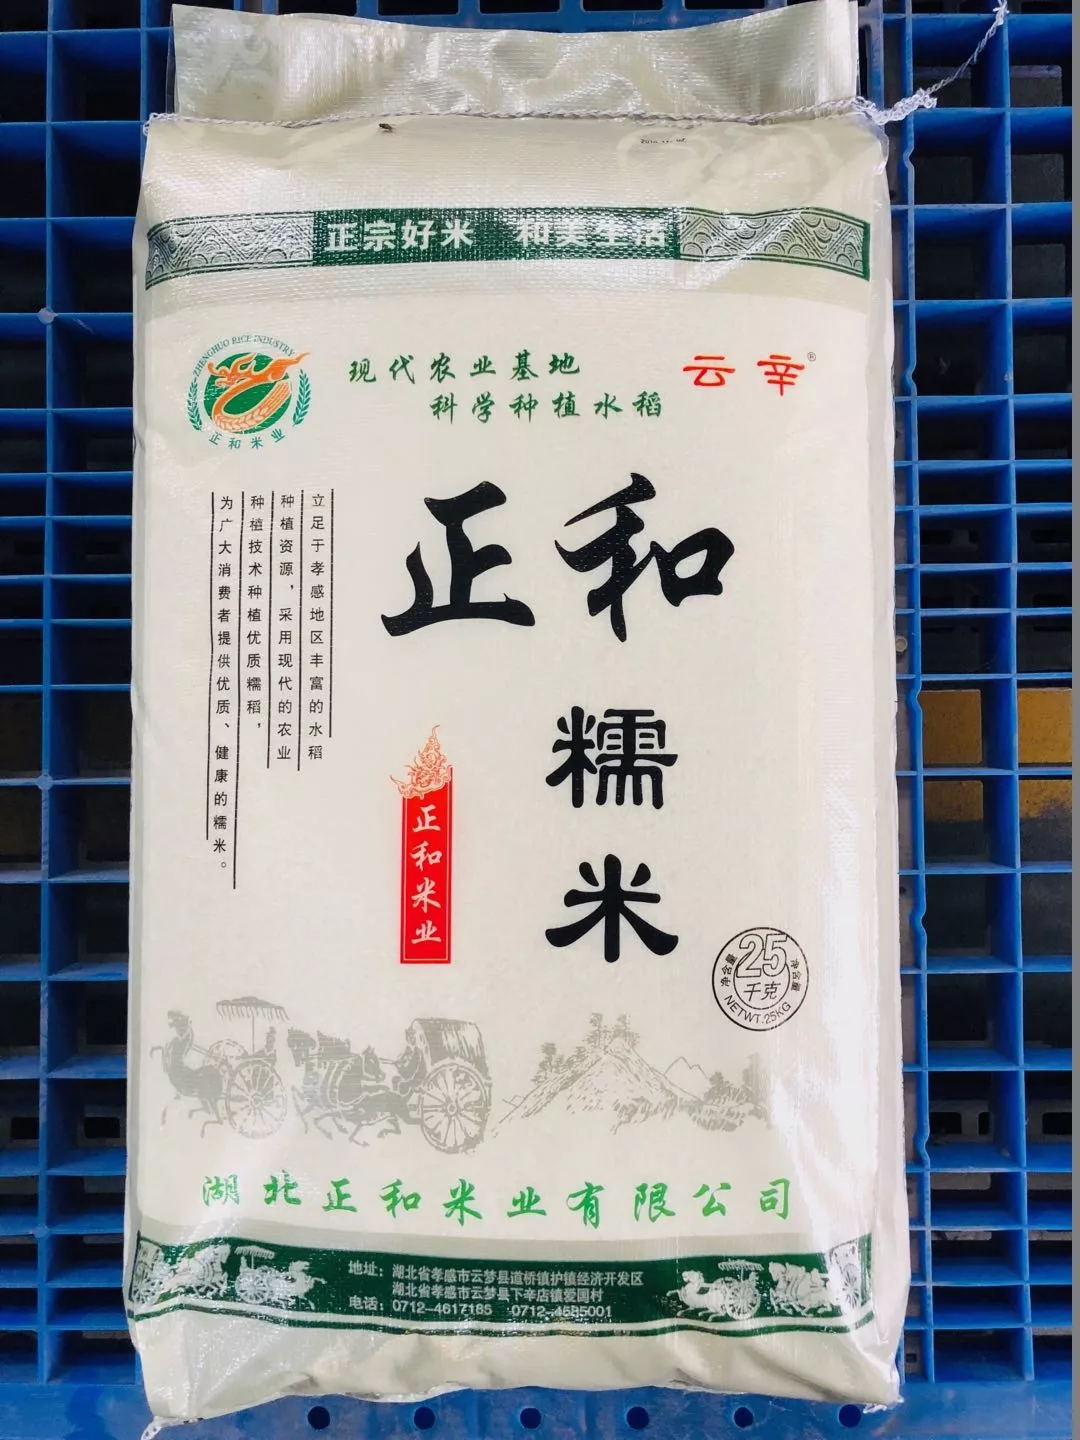 正宗好米 和美生活
ZHENGHUO RICE INDUSTRY
正和米业
现代农业基地
科学种植水稻
云辛®
正和
糯米
立足于孝感地区丰富的水稻
种植资源，采用现代的农业
种植技术种植优质糯稻，
为广大消费者提供优质、健康的糯米。
正和米业
净含量
25
千克
净含量
NETWT.25KG
湖北正和米业有限公司
地址：湖北省孝感市云梦县道桥镇护镇经济开发区
湖北省孝感市云梦县下辛店镇爱国村
电话：0712-4617185 0712-4585001